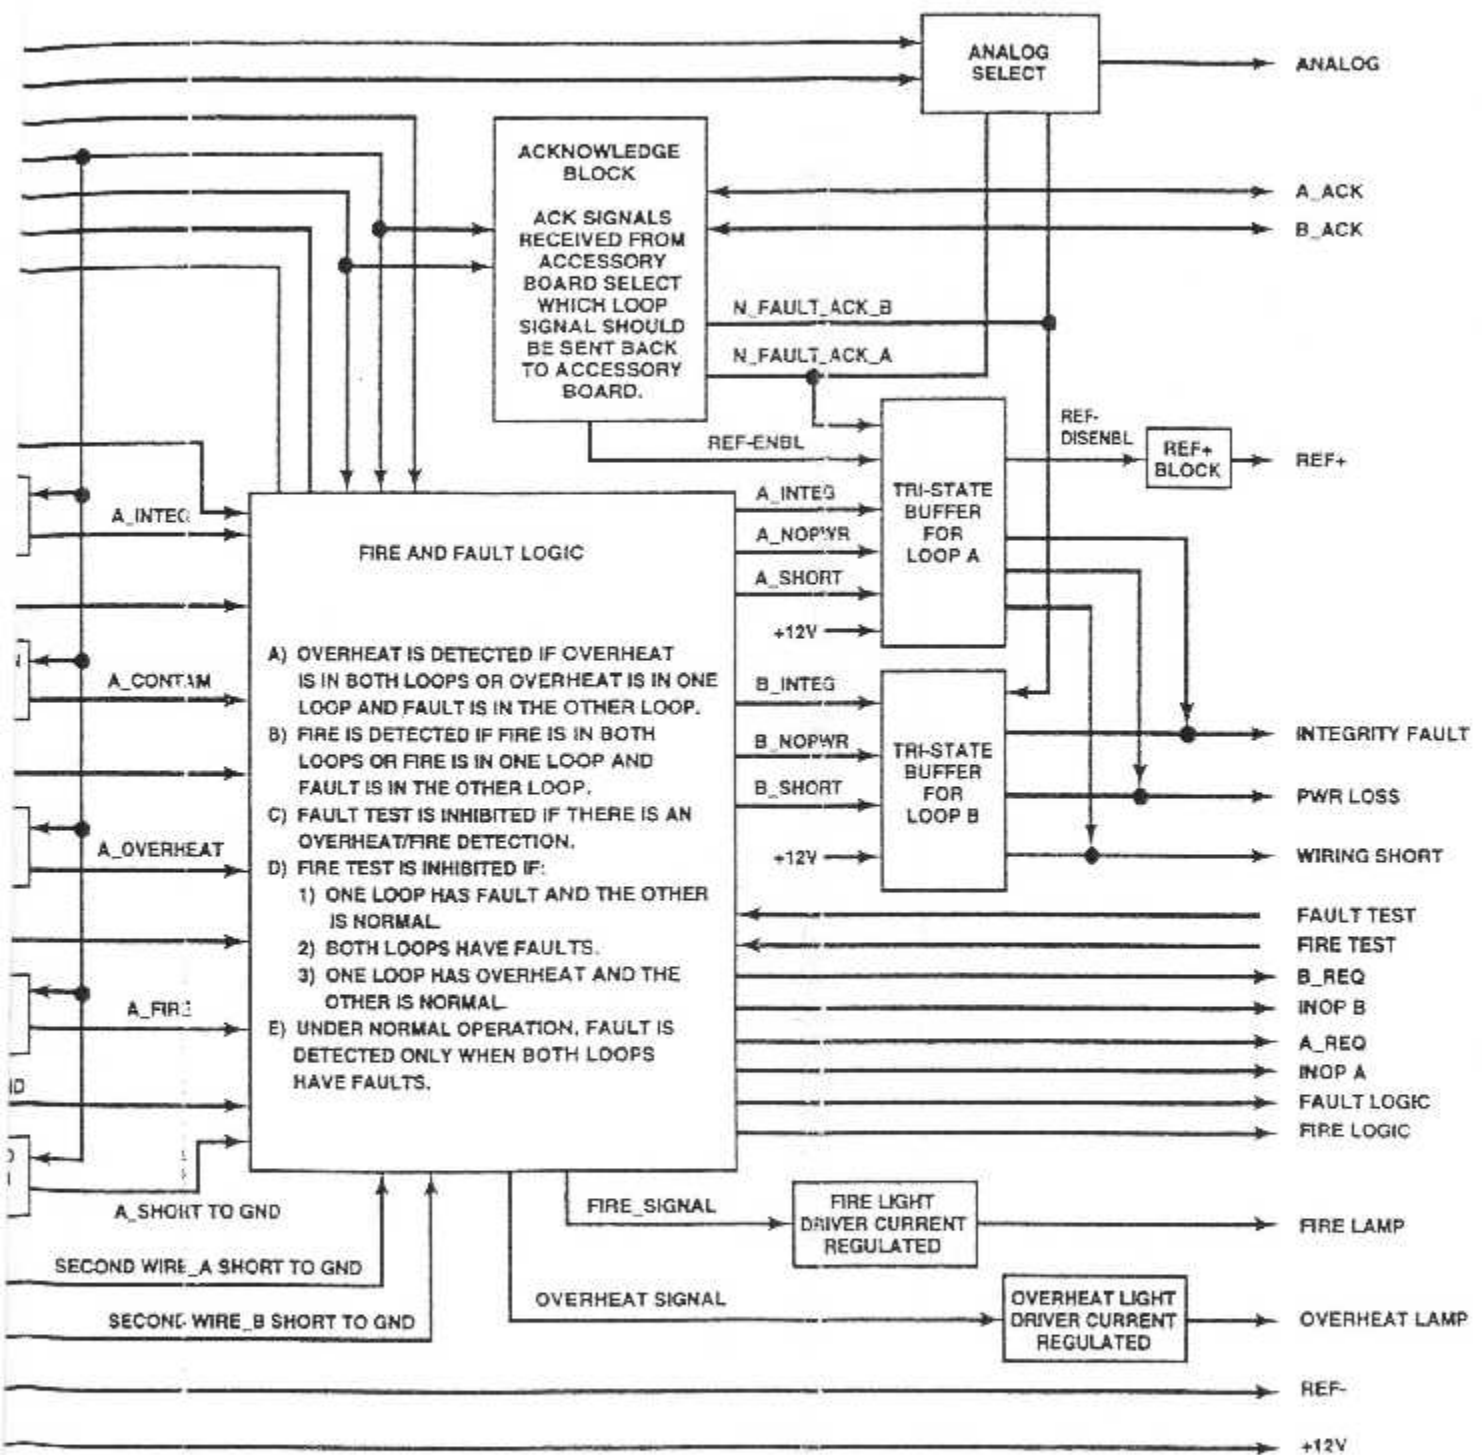 ANALOG
SELECT
ANALOG
ACKNOWLEDGE
BLOCK
ACK SIGNALS
RECEIVED FROM
ACCESSORY
BOARD SELECT
WHICH LOOP
SIGNAL SHOULD
BE SENT BACK
TO ACCESSORY
BOARD.
A_ACK
B_ACK
N_FAULT_ACK_B
N_FAULT_ACK_A
REF-ENBL
REF-
DISENBL
REF+
BLOCK
REF+
TRI-STATE
BUFFER
FOR
LOOP A
A_INTEG
A_NOPWR
A_SHORT
+12V
A_INTEG
FIRE AND FAULT LOGIC
A) OVERHEAT IS DETECTED IF OVERHEAT
IS IN BOTH LOOPS OR OVERHEAT IS IN ONE
LOOP AND FAULT IS IN THE OTHER LOOP.
B) FIRE IS DETECTED IF FIRE IS IN BOTH
LOOPS OR FIRE IS IN ONE LOOP AND
FAULT IS IN THE OTHER LOOP.
C) FAULT TEST IS INHIBITED IF THERE IS AN
OVERHEAT/FIRE DETECTION.
D) FIRE TEST IS INHIBITED IF:
1) ONE LOOP HAS FAULT AND THE OTHER
IS NORMAL.
2) BOTH LOOPS HAVE FAULTS.
3) ONE LOOP HAS OVERHEAT AND THE
OTHER IS NORMAL.
E) UNDER NORMAL OPERATION, FAULT IS
DETECTED ONLY WHEN BOTH LOOPS
HAVE FAULTS.
A_CONTAM
A_OVERHEAT
A_FIRE
ND
A_SHORT TO GND
SECOND WIRE_A SHORT TO GND
SECOND WIRE_B SHORT TO GND
B_INTEG
B_NOPWR
B_SHORT
+12V
TRI-STATE
BUFFER
FOR
LOOP B
INTEGRITY FAULT
PWR LOSS
WIRING SHORT
FAULT TEST
FIRE TEST
B_REQ
INOP B
A_REQ
INOP A
FAULT LOGIC
FIRE LOGIC
FIRE_SIGNAL
FIRE LIGHT
DRIVER CURRENT
REGULATED
FIRE LAMP
OVERHEAT SIGNAL
OVERHEAT LIGHT
DRIVER CURRENT
REGULATED
OVERHEAT LAMP
REF-
+12V